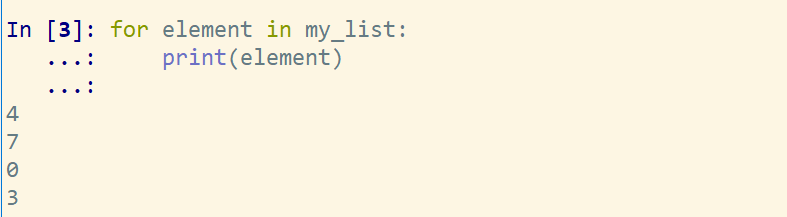 In [3]: for element in my_list:
   ...:     print(element)
   ...:
4
7
0
3